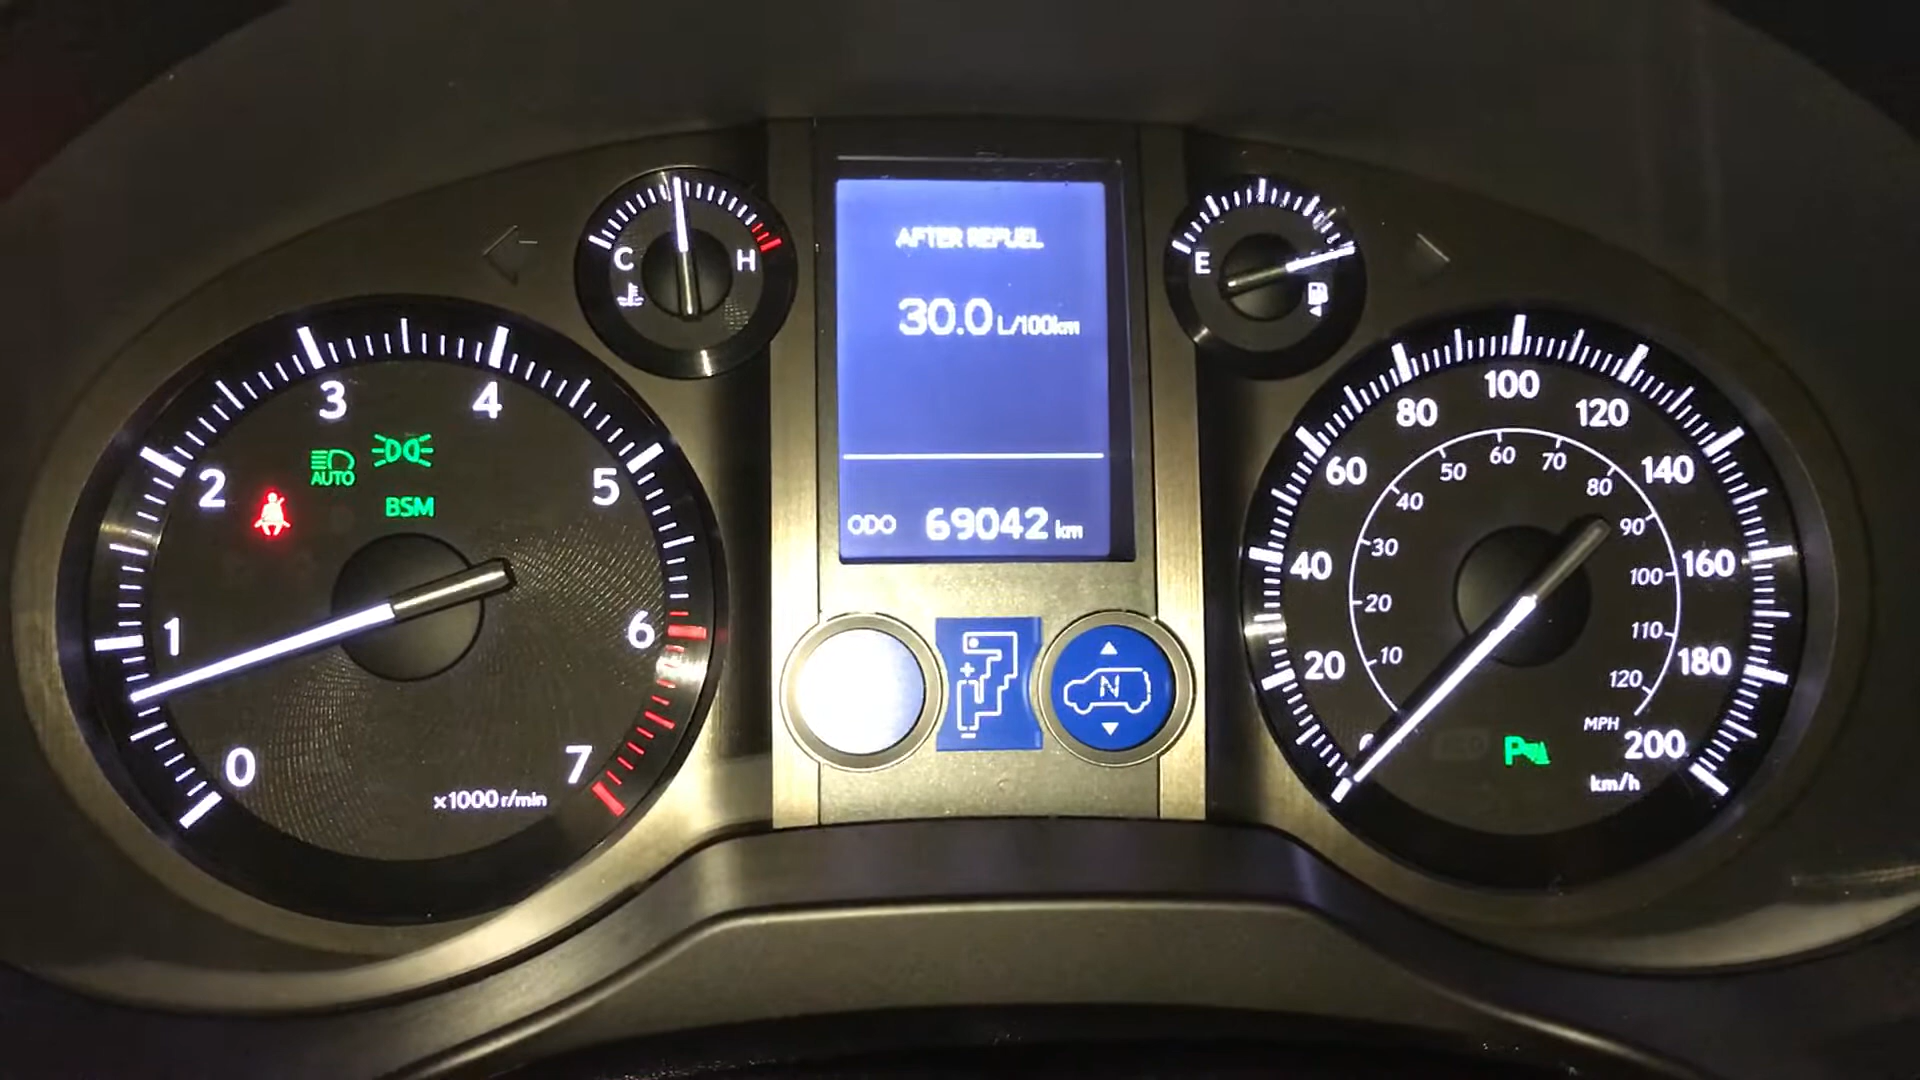 AFTER REFUEL
30.0 L/100km
ODO 69042 km
C H
E
0 1 2 3 4 5 6 7
AUTO
BSM
x1000 r/min
+
N
−
20 40 60 80 100 120 140 160 180 200
10 20 30 40 50 60 70 80 90 100 110 120
MPH
km/h
P